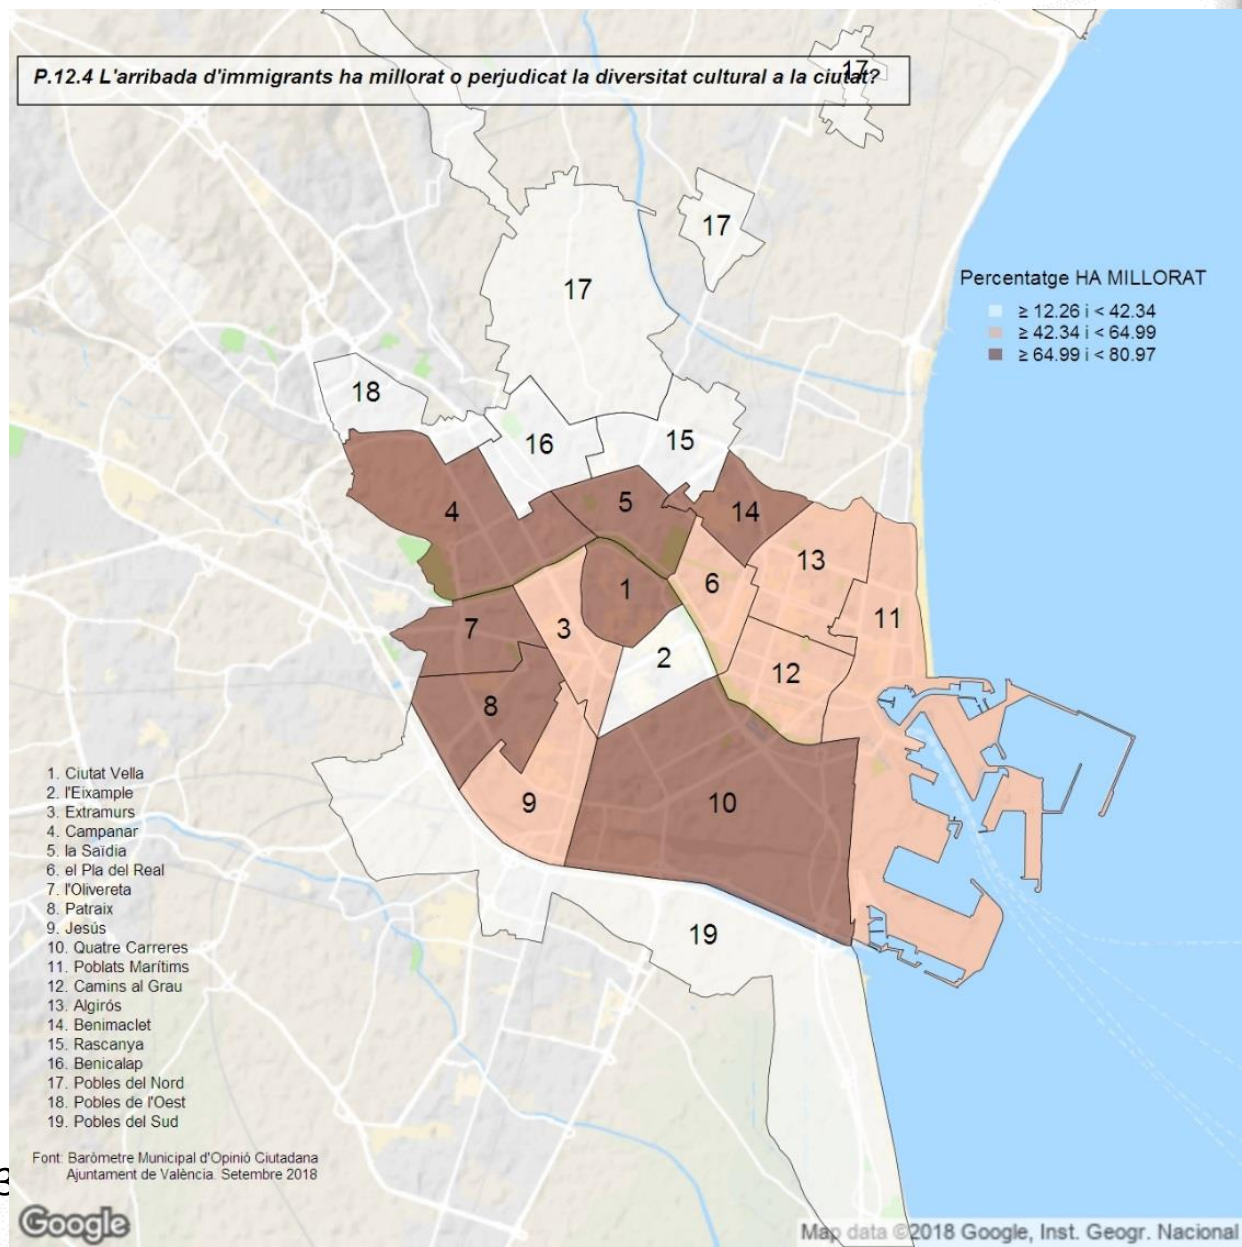 P.12.4 L'arribada d'immigrants ha millorat o perjudicat la diversitat cultural a la ciutat?
17
17
17
Percentatge HA MILLORAT
≥ 12.26 i < 42.34
≥ 42.34 i < 64.99
≥ 64.99 i < 80.97
18
16
15
4
5
14
13
1
6
11
7
3
2
12
8
9
10
19
1. Ciutat Vella
2. l'Eixample
3. Extramurs
4. Campanar
5. la Saïdia
6. el Pla del Real
7. l'Olivereta
8. Patraix
9. Jesús
10. Quatre Carreres
11. Poblats Marítims
12. Camins al Grau
13. Algirós
14. Benimaclet
15. Rascanya
16. Benicalap
17. Pobles del Nord
18. Pobles de l'Oest
19. Pobles del Sud
Font: Baròmetre Municipal d'Opinió Ciutadana
Ajuntament de València. Setembre 2018
3
Google
Map data ©2018 Google, Inst. Geogr. Nacional